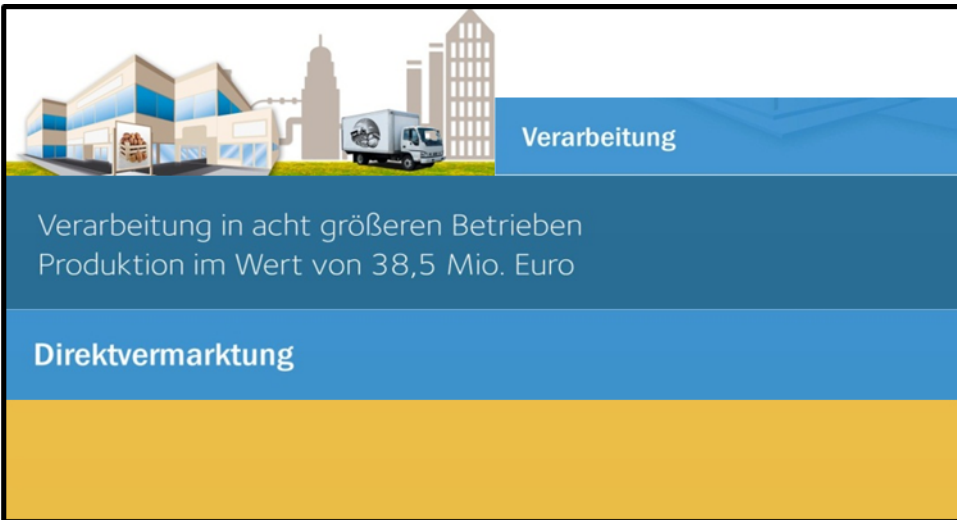 Verarbeitung
Verarbeitung in acht größeren Betrieben
Produktion im Wert von 38,5 Mio. Euro
Direktvermarktung